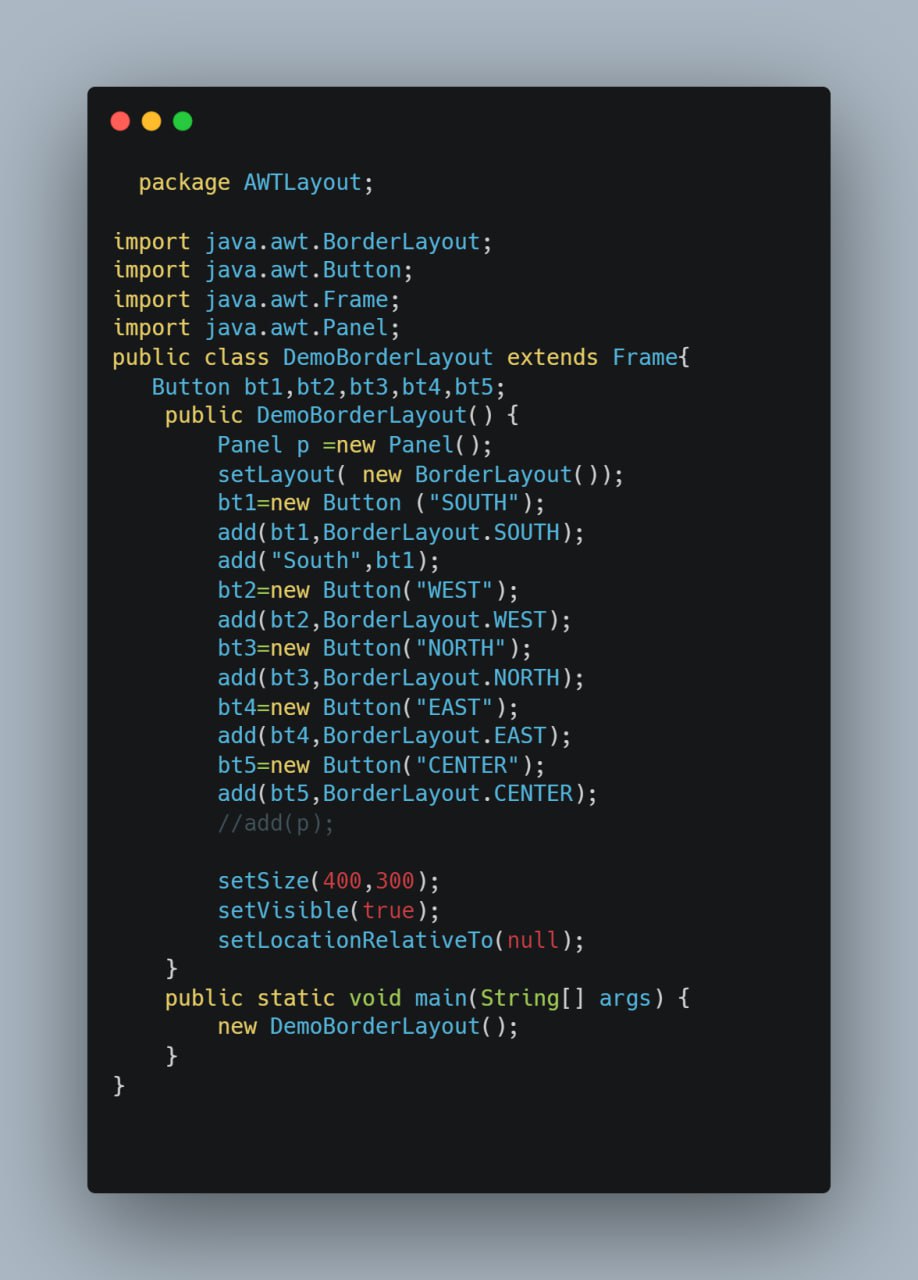 package AWTLayout;
import java.awt.BorderLayout;
import java.awt.Button;
import java.awt.Frame;
import java.awt.Panel;
public class DemoBorderLayout extends Frame{
Button bt1,bt2,bt3,bt4,bt5;
public DemoBorderLayout() {
Panel p =new Panel();
setLayout( new BorderLayout());
bt1=new Button ("SOUTH");
add(bt1,BorderLayout.SOUTH);
add("South",bt1);
bt2=new Button("WEST");
add(bt2,BorderLayout.WEST);
bt3=new Button("NORTH");
add(bt3,BorderLayout.NORTH);
bt4=new Button("EAST");
add(bt4,BorderLayout.EAST);
bt5=new Button("CENTER");
add(bt5,BorderLayout.CENTER);
//add(p);
setSize(400,300);
setVisible(true);
setLocationRelativeTo(null);
}
public static void main(String[] args) {
new DemoBorderLayout();
}
}